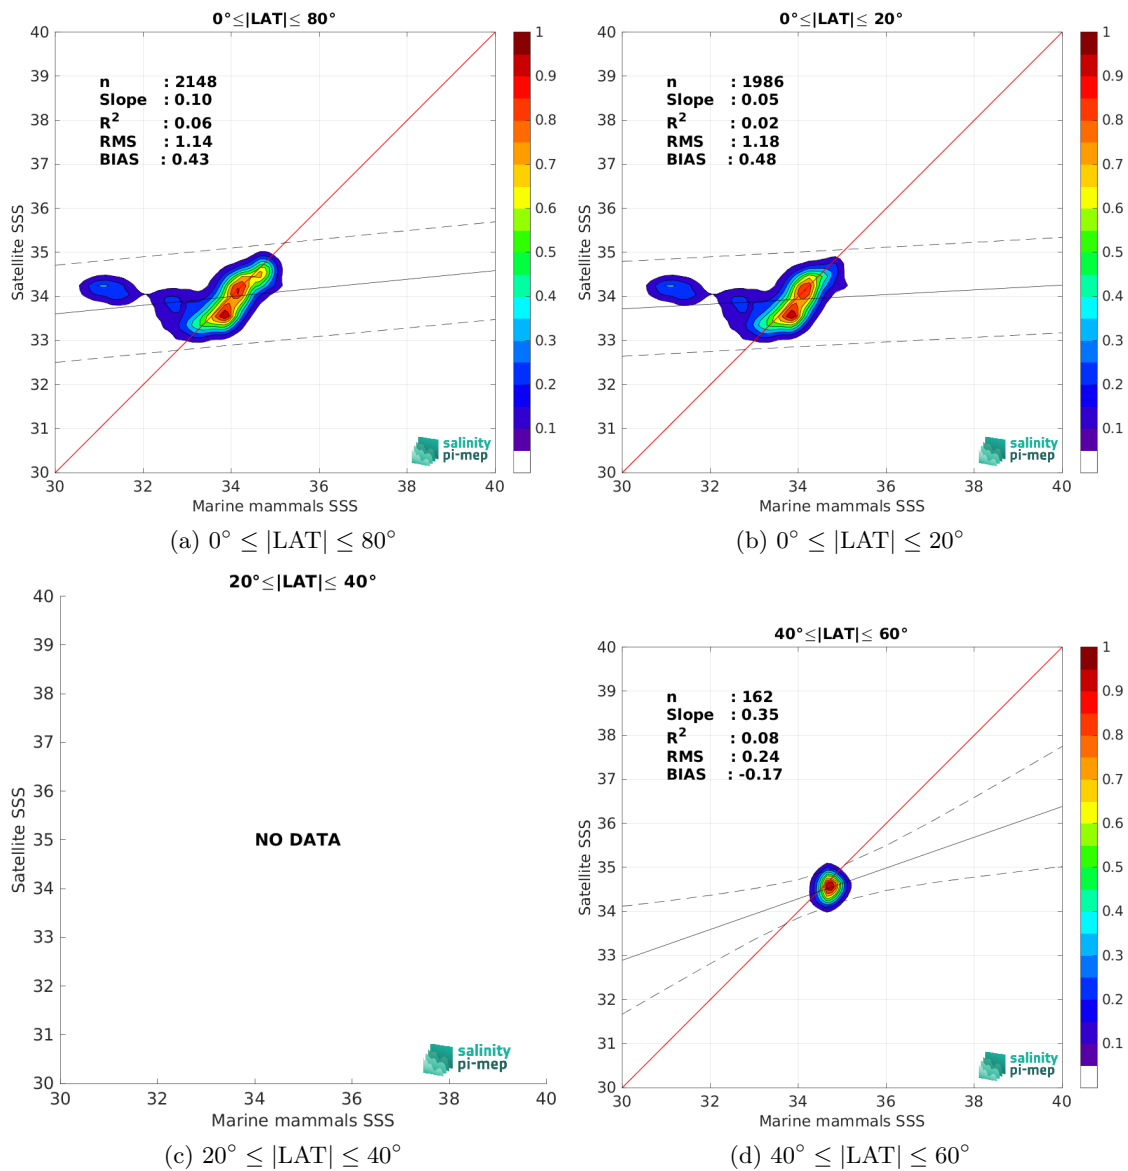 0°≤|LAT|≤ 80°
40
39
38
37
36
35
34
33
32
31
30
Satellite SSS
n : 2148
Slope : 0.10
R² : 0.06
RMS : 1.14
BIAS : 0.43
salinity
pi-mep
30 32 34 36 38 40
Marine mammals SSS
1
0.9
0.8
0.7
0.6
0.5
0.4
0.3
0.2
0.1
(a) 0° ≤ |LAT| ≤ 80°
0°≤|LAT|≤ 20°
40
39
38
37
36
35
34
33
32
31
30
Satellite SSS
n : 1986
Slope : 0.05
R² : 0.02
RMS : 1.18
BIAS : 0.48
salinity
pi-mep
30 32 34 36 38 40
Marine mammals SSS
1
0.9
0.8
0.7
0.6
0.5
0.4
0.3
0.2
0.1
(b) 0° ≤ |LAT| ≤ 20°
20°≤|LAT|≤ 40°
40
39
38
37
36
35
34
33
32
31
30
Satellite SSS
NO DATA
salinity
pi-mep
30 32 34 36 38 40
Marine mammals SSS
(c) 20° ≤ |LAT| ≤ 40°
40°≤|LAT|≤ 60°
40
39
38
37
36
35
34
33
32
31
30
Satellite SSS
n : 162
Slope : 0.35
R² : 0.08
RMS : 0.24
BIAS : -0.17
salinity
pi-mep
30 32 34 36 38 40
Marine mammals SSS
1
0.9
0.8
0.7
0.6
0.5
0.4
0.3
0.2
0.1
(d) 40° ≤ |LAT| ≤ 60°